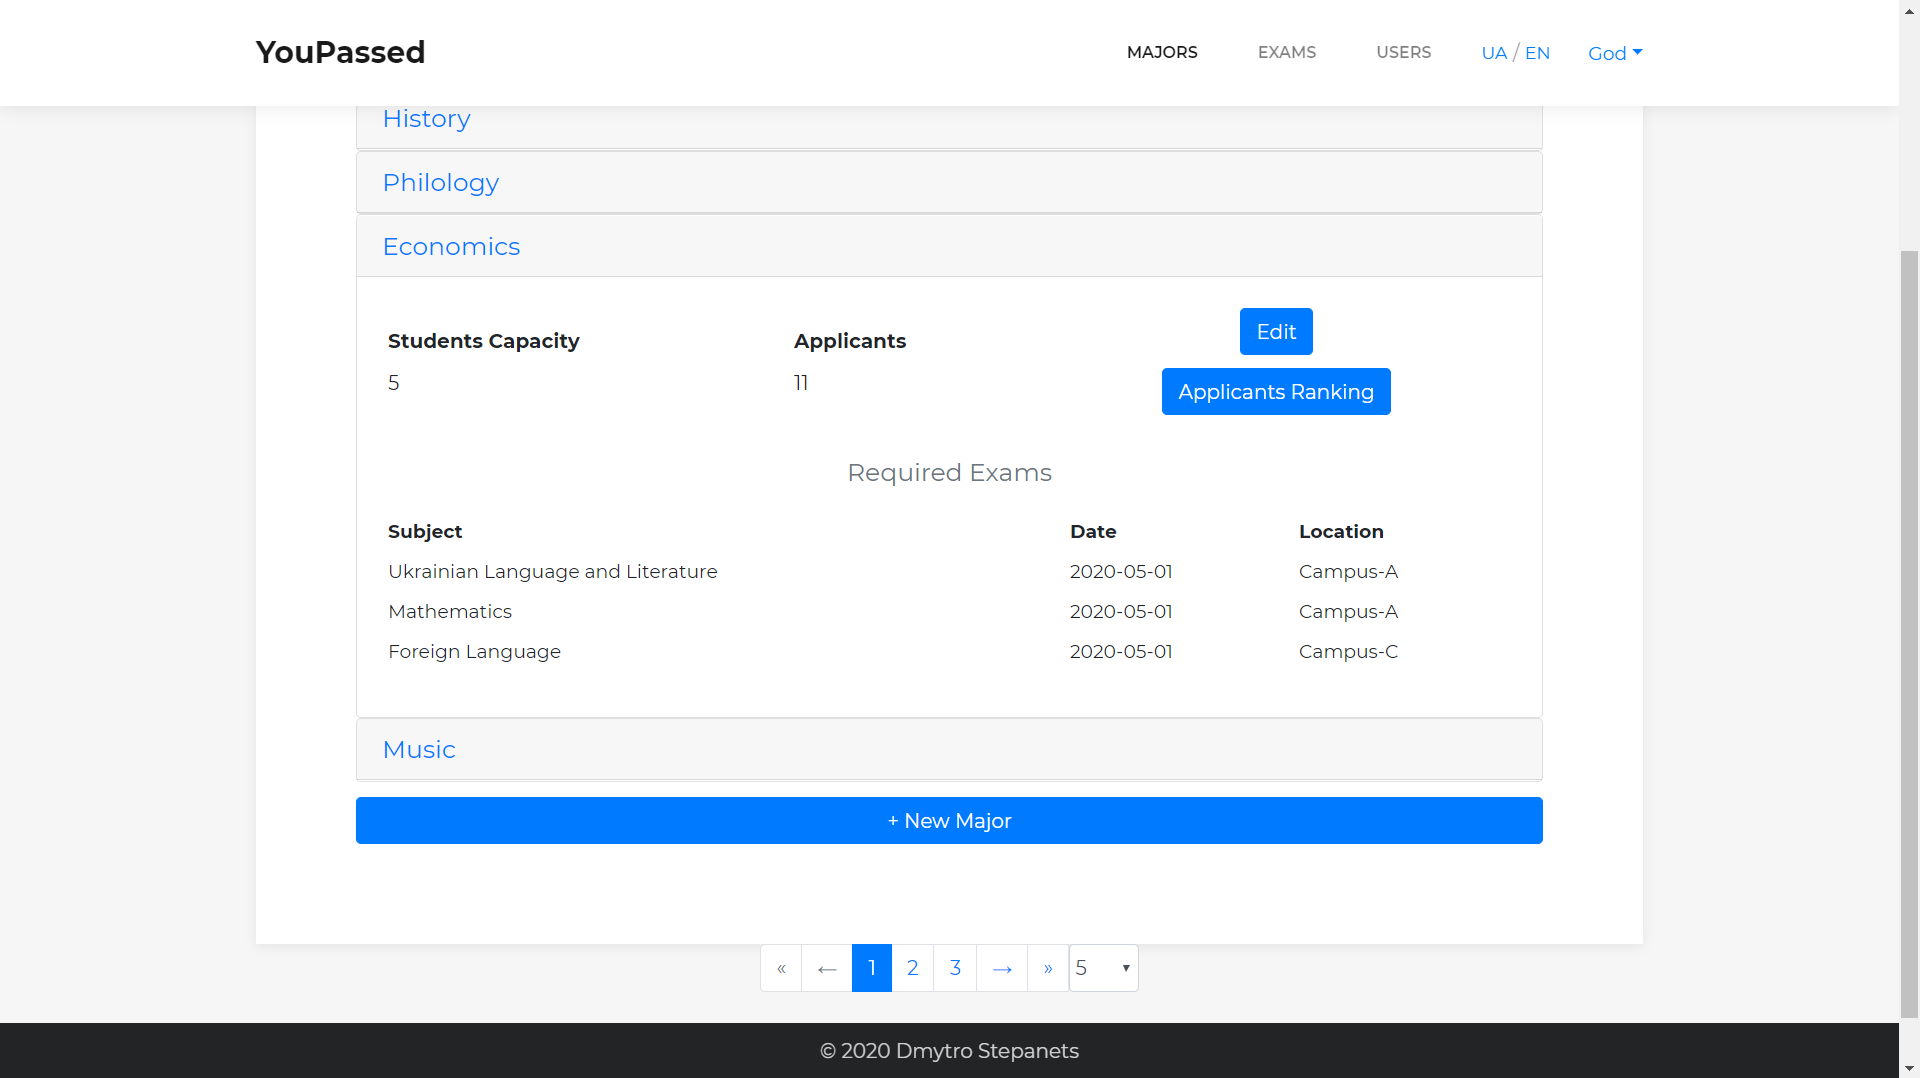 YouPassed MAJORS EXAMS USERS UA / EN God
History
Philology
Economics
Students Capacity Applicants Edit
5 11 Applicants Ranking
Required Exams
Subject Date Location
Ukrainian Language and Literature 2020-05-01 Campus-A
Mathematics 2020-05-01 Campus-A
Foreign Language 2020-05-01 Campus-C
Music
+ New Major
« ← 1 2 3 → » 5
© 2020 Dmytro Stepanets